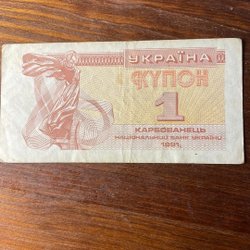 УКРАЇНА
КУПОН
1
КАРБОВАНЕЦЬ
НАЦІОНАЛЬНИЙ БАНК УКРАЇНИ
1991